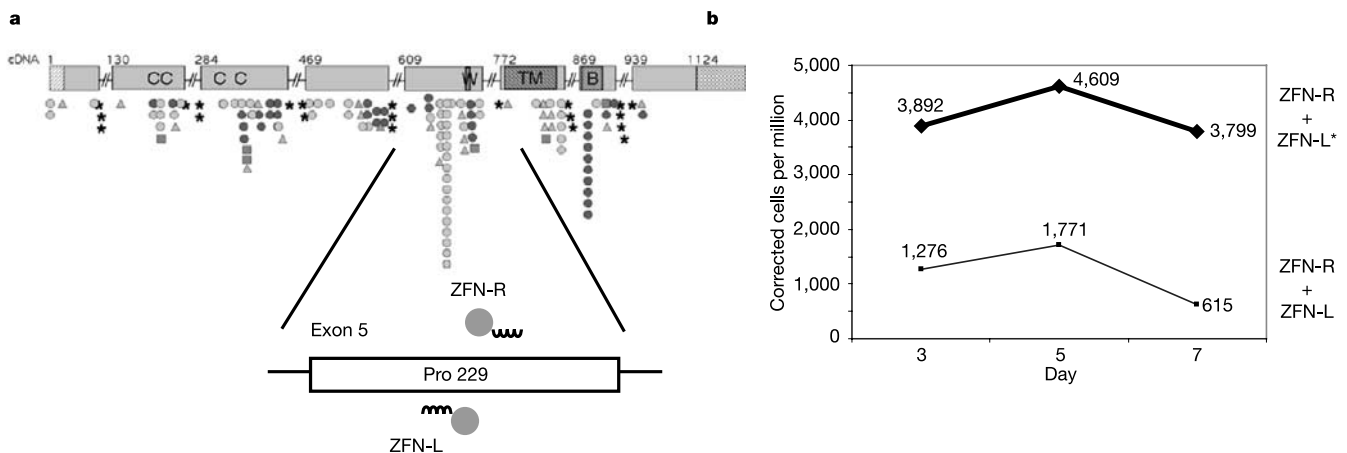 a
cDNA 1 130 284 469 609 772 869 939 1124
CC C C W TM B
ZFN-R
Exon 5
Pro 229
ZFN-L
b
Corrected cells per million
5,000
4,000
3,000
2,000
1,000
0
3,892
4,609
3,799
1,276
1,771
615
3 5 7
Day
ZFN-R
+
ZFN-L*
ZFN-R
+
ZFN-L